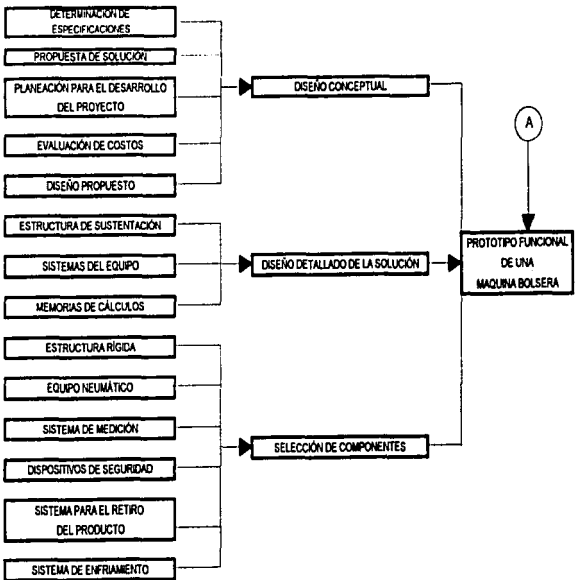 DETERMINACION DE
ESPECIFICACIONES
PROPUESTA DE SOLUCIÓN
PLANEACIÓN PARA EL DESARROLLO
DEL PROYECTO
EVALUACIÓN DE COSTOS
DISEÑO PROPUESTO
DISEÑO CONCEPTUAL
ESTRUCTURA DE SUSTENTACIÓN
SISTEMAS DEL EQUIPO
MEMORIAS DE CÁLCULOS
DISEÑO DETALLADO DE LA SOLUCIÓN
ESTRUCTURA RÍGIDA
EQUIPO NEUMÁTICO
SISTEMA DE MEDICIÓN
DISPOSITIVOS DE SEGURIDAD
SISTEMA PARA EL RETIRO
DEL PRODUCTO
SISTEMA DE ENFRIAMIENTO
SELECCIÓN DE COMPONENTES
A
PROTOTIPO FUNCIONAL
DE UNA
MAQUINA BOLSERA